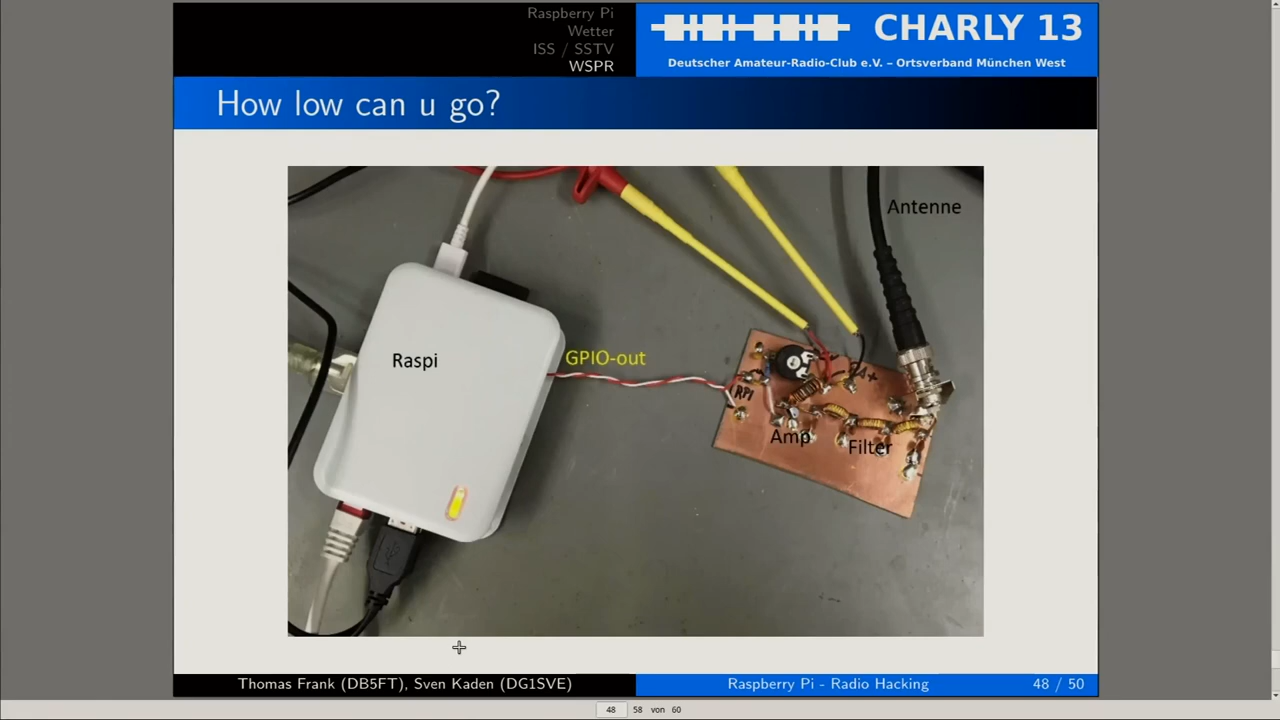 Raspberry Pi
Wetter
ISS / SSTV
WSPR
CHARLY 13
Deutscher Amateur-Radio-Club e.V. – Ortsverband München West
How low can u go?
Antenne
Raspi
GPIO-out
RPI
Amp
Filter
Thomas Frank (DB5FT), Sven Kaden (DG1SVE)
Raspberry Pi - Radio Hacking
48 / 50
48
58 von 60